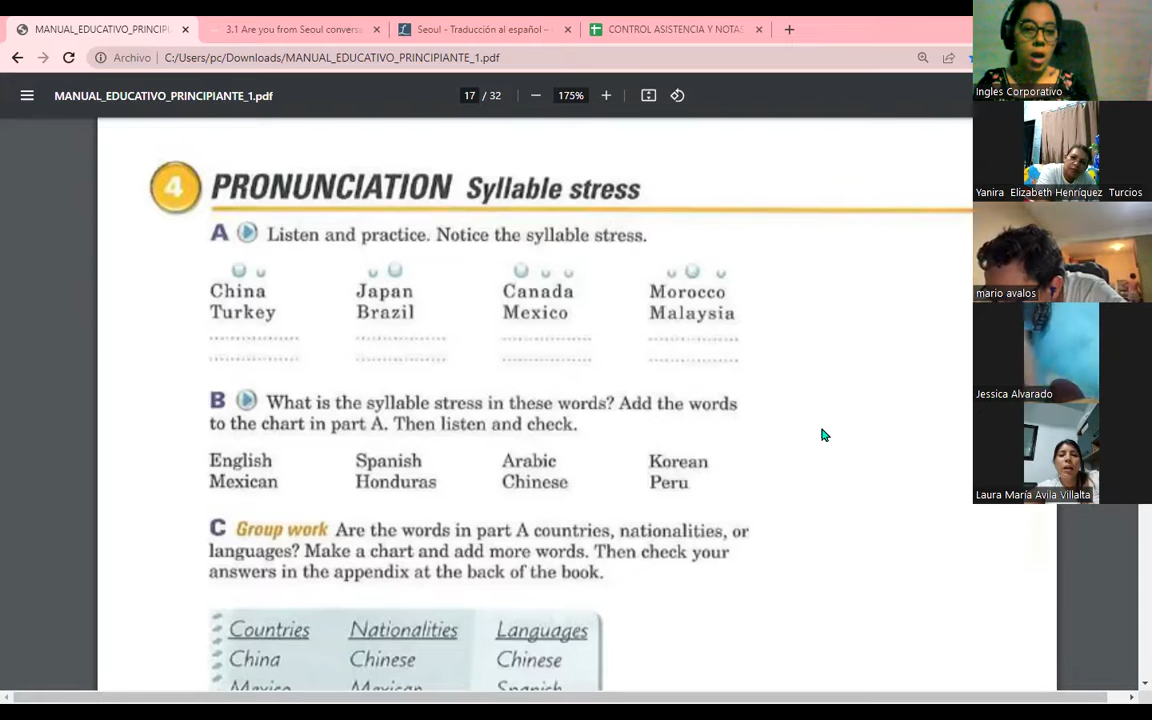 MANUAL_EDUCATIVO_PRINCIPI
3.1 Are you from Seoul convers
Seoul - Traducción al español –
CONTROL ASISTENCIA Y NOTAS
Archivo
C:/Users/pc/Downloads/MANUAL_EDUCATIVO_PRINCIPIANTE_1.pdf
MANUAL_EDUCATIVO_PRINCIPIANTE_1.pdf
17 / 32
175%
4 PRONUNCIATION Syllable stress
A Listen and practice. Notice the syllable stress.
China Japan Canada Morocco
Turkey Brazil Mexico Malaysia
B What is the syllable stress in these words? Add the words
to the chart in part A. Then listen and check.
English Spanish Arabic Korean
Mexican Honduras Chinese Peru
C Group work Are the words in part A countries, nationalities, or
languages? Make a chart and add more words. Then check your
answers in the appendix at the back of the book.
Countries Nationalities Languages
China Chinese Chinese
Mexico Mexican Spanish
Ingles Corporativo
Yanira Elizabeth Henríquez Turcios
mario avalos
Jessica Alvarado
Laura María Avila Villalta